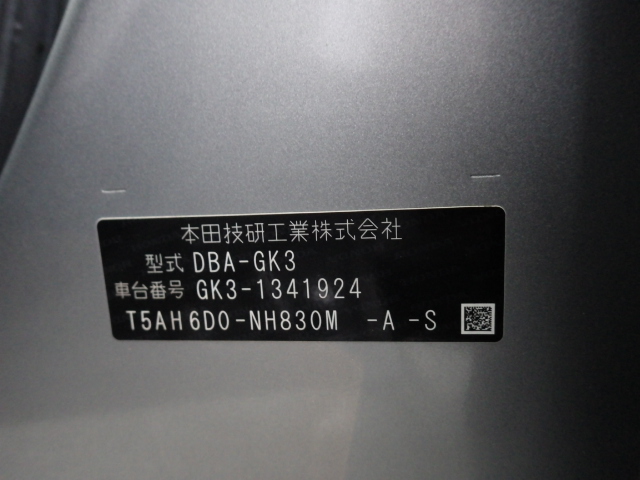 本田技研工業株式会社
型式 DBA-GK3
車台番号 GK3-1341924
T5AH6D0-NH830M -A -S